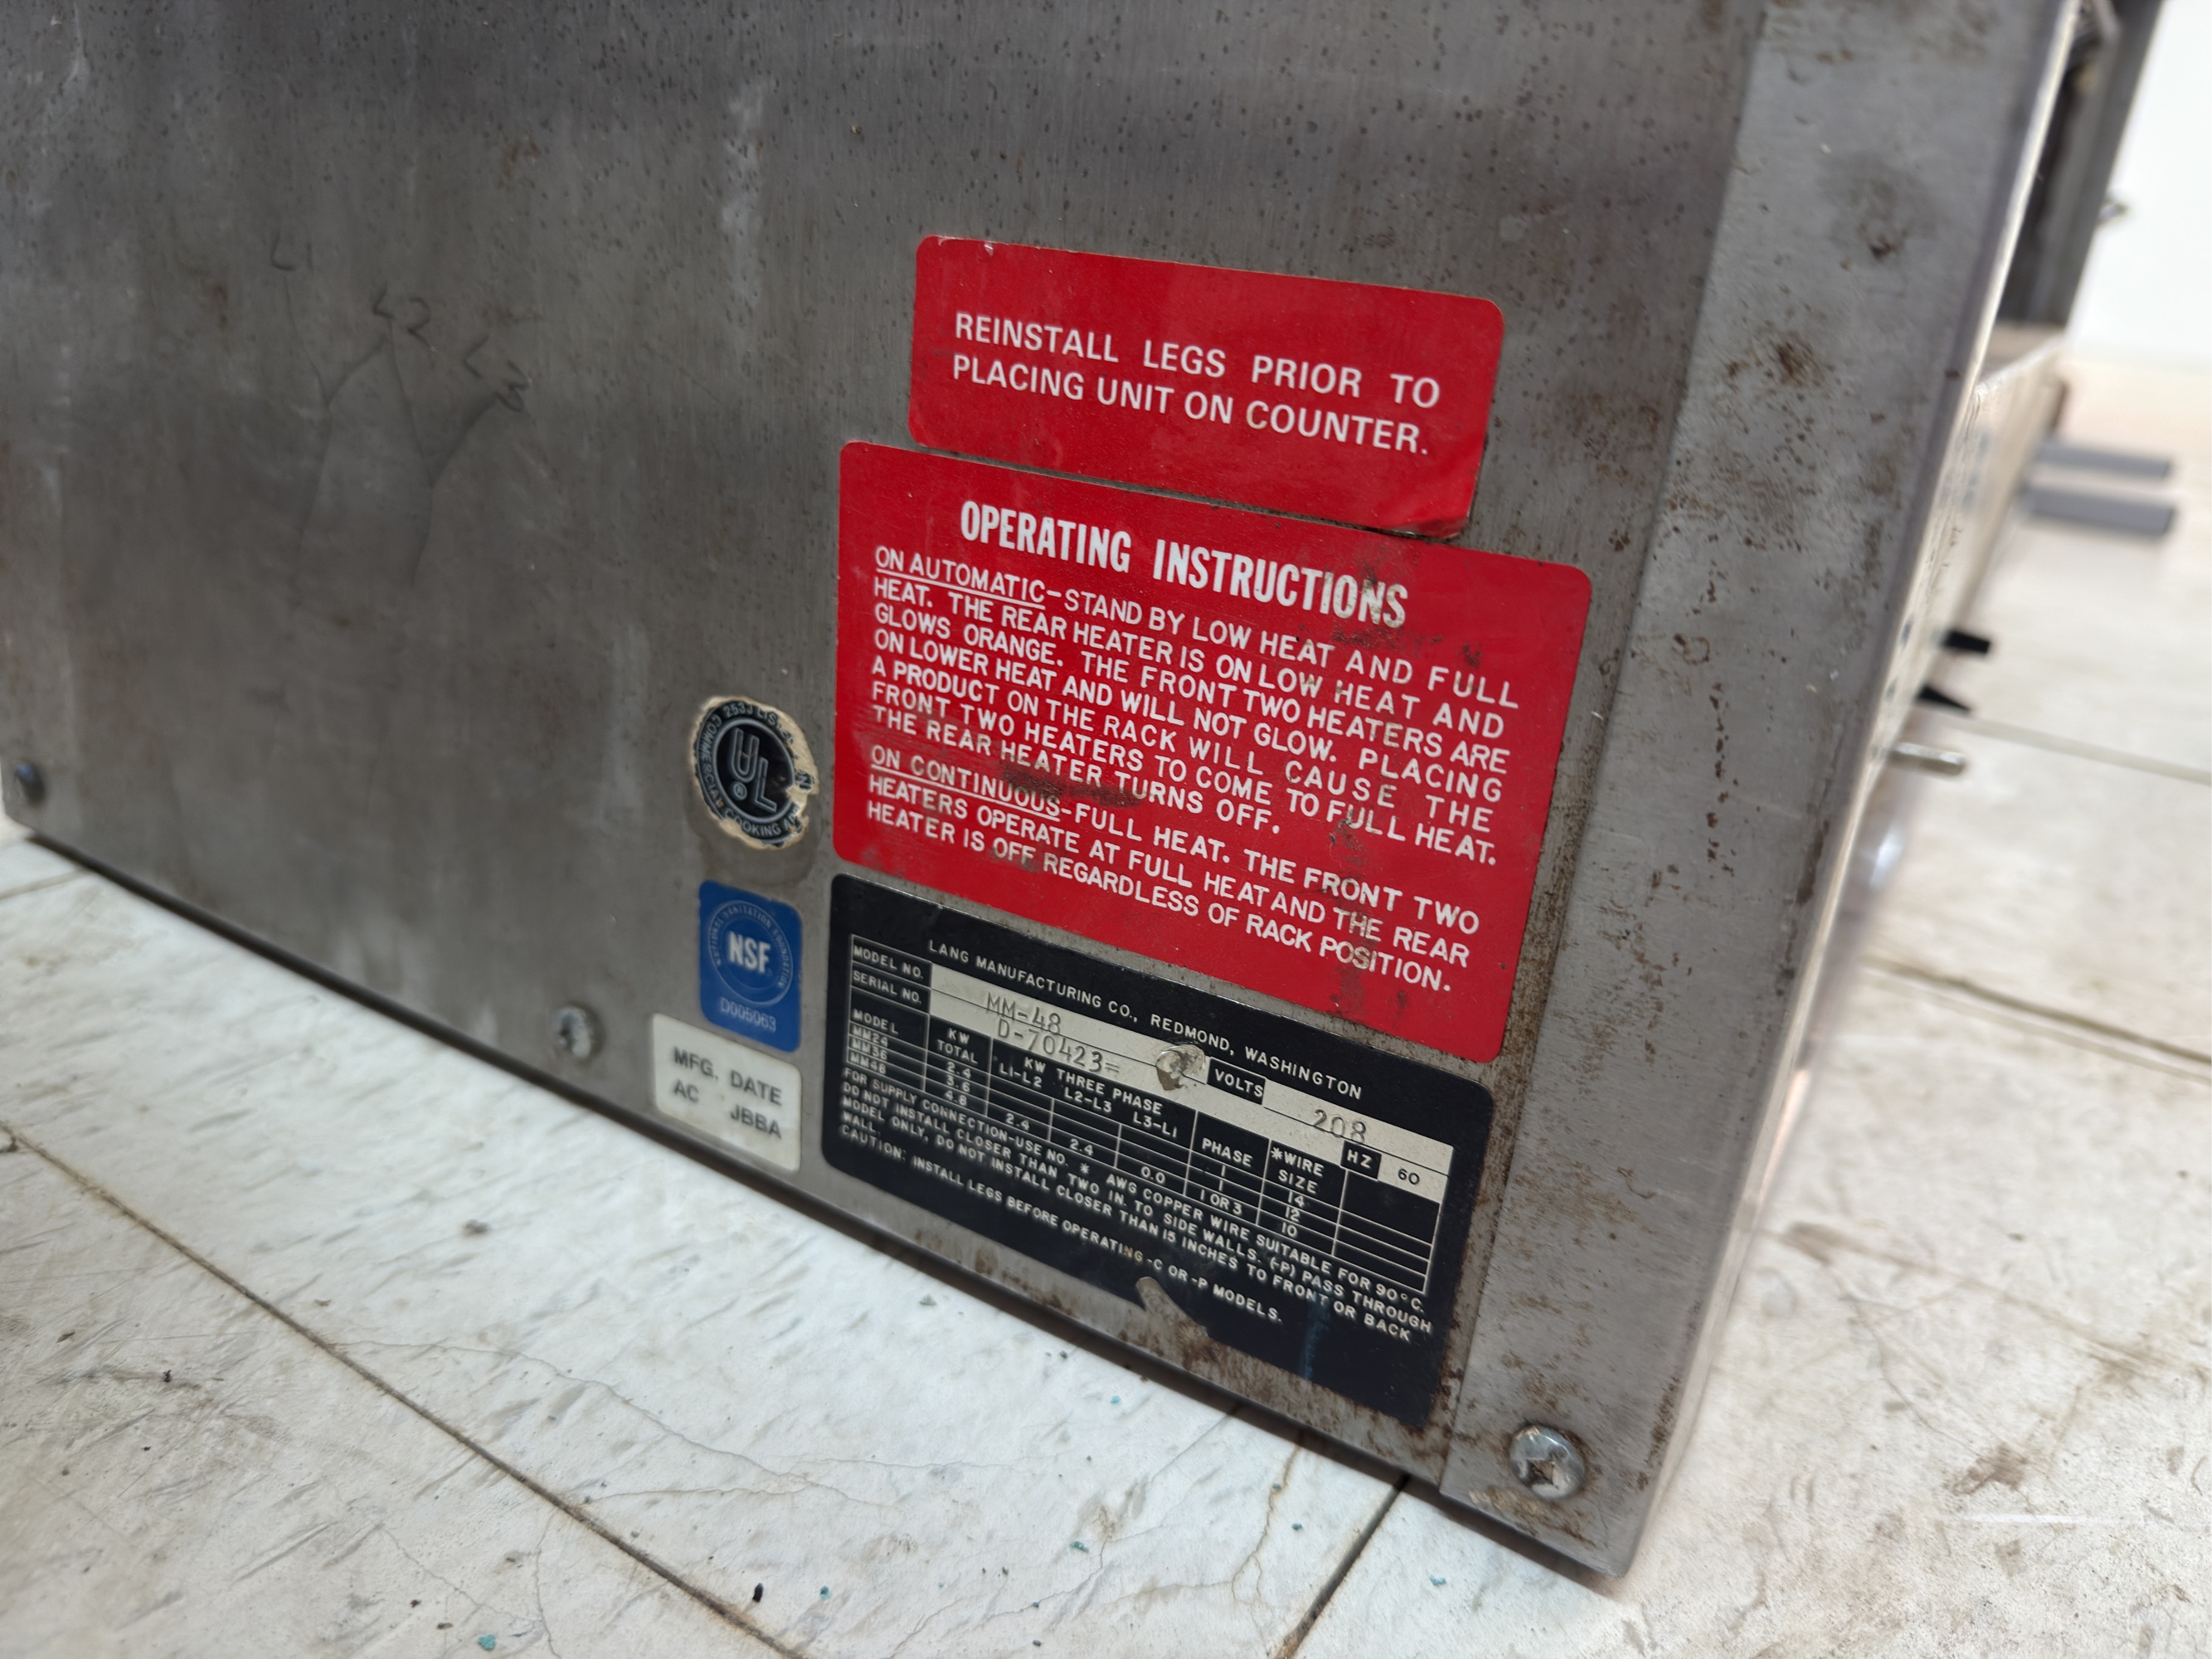 L1
L2
L3
REINSTALL LEGS PRIOR TO
PLACING UNIT ON COUNTER.
OPERATING INSTRUCTIONS
ON AUTOMATIC-STAND BY LOW HEAT AND FULL
HEAT. THE REAR HEATER IS ON LOW HEAT AND
GLOWS ORANGE. THE FRONT TWO HEATERS ARE
ON LOWER HEAT AND WILL NOT GLOW. PLACING
A PRODUCT ON THE RACK WILL CAUSE THE
FRONT TWO HEATERS TO COME TO FULL HEAT.
THE REAR HEATER TURNS OFF.
ON CONTINUOUS-FULL HEAT. THE FRONT TWO
HEATERS OPERATE AT FULL HEAT AND THE REAR
HEATER IS OFF REGARDLESS OF RACK POSITION.
UL
COMMERCIAL COOKING
NATIONAL SANITATION FOUNDATION
NSF
D005063
MFG. DATE
AC JBBA
LANG MANUFACTURING CO., REDMOND, WASHINGTON
MODEL NO. MM-48
SERIAL NO. D-70423= VOLTS 208 HZ 60
MODEL KW TOTAL KW THREE PHASE L1-L2 L2-L3 L3-L1 PHASE *WIRE SIZE
MM24 2.4 1 14
MM36 3.6 1 12
MM48 4.8 2.4 2.4 0.0 1 OR 3 10
FOR SUPPLY CONNECTION-USE NO. * AWG COPPER WIRE SUITABLE FOR 90°C.
DO NOT INSTALL CLOSER THAN TWO IN. TO SIDE WALLS. (-P) PASS THROUGH
MODEL- ONLY, DO NOT INSTALL CLOSER THAN 15 INCHES TO FRONT OR BACK
WALL.
CAUTION: INSTALL LEGS BEFORE OPERATING -C OR -P MODELS.